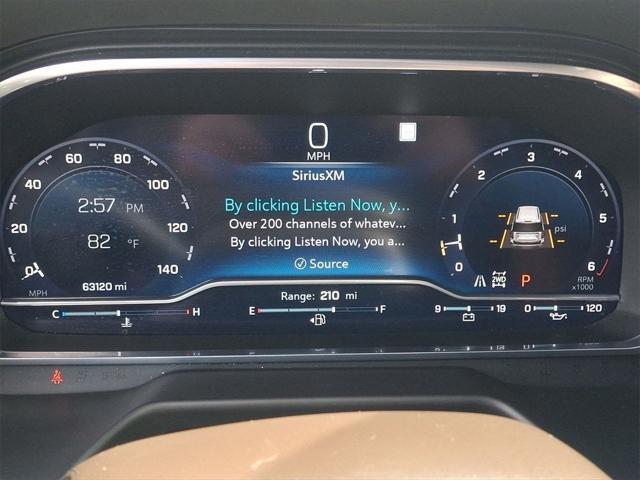 0
MPH
SiriusXM
By clicking Listen Now, y...
Over 200 channels of whatev...
By clicking Listen Now, you a...
Source
0 20 40 60 80 100 120 140
MPH
2:57 PM
82 °F
63120 mi
0 1 2 3 4 5 6
RPM
x1000
psi
2WD
P
Range: 210 mi
C H
E F
9 19
0 120